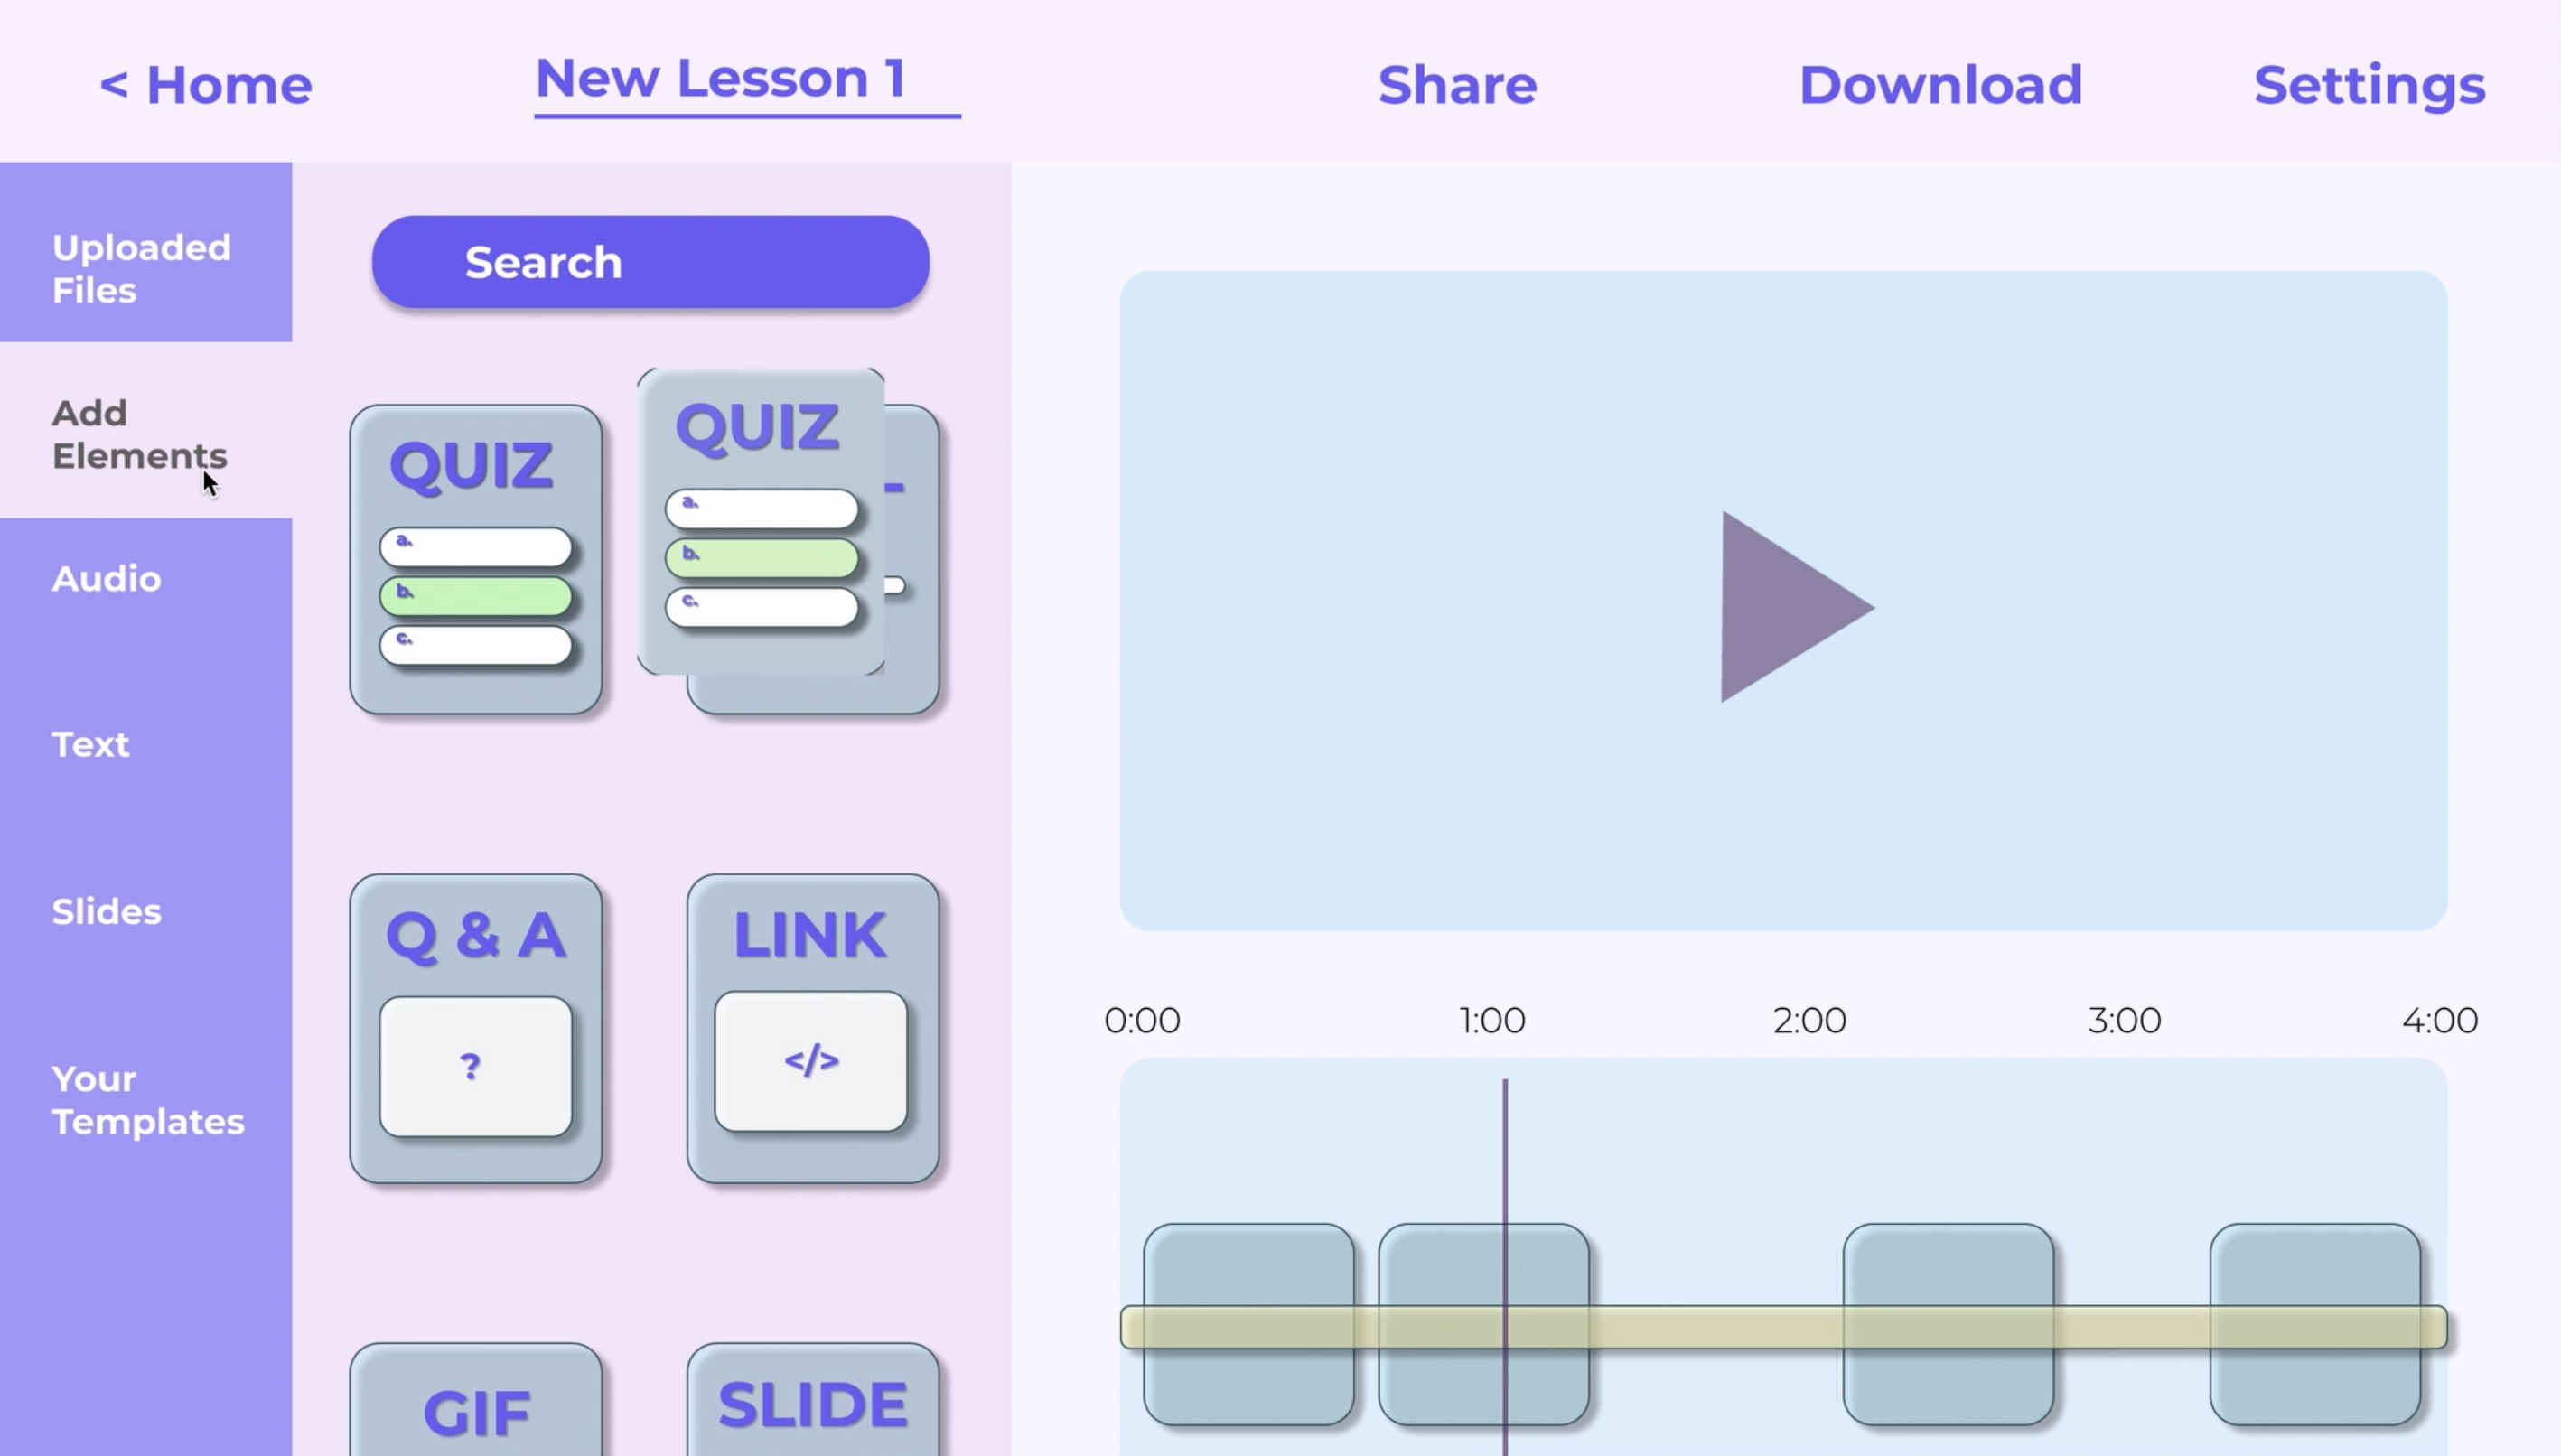 < Home
New Lesson 1
Share
Download
Settings
Uploaded
Files
Add
Elements
Audio
Text
Slides
Your
Templates
Search
QUIZ
a.
b.
c.
QUIZ
a.
b.
c.
Q & A
?
LINK
</>
GIF
SLIDE
0:00
1:00
2:00
3:00
4:00